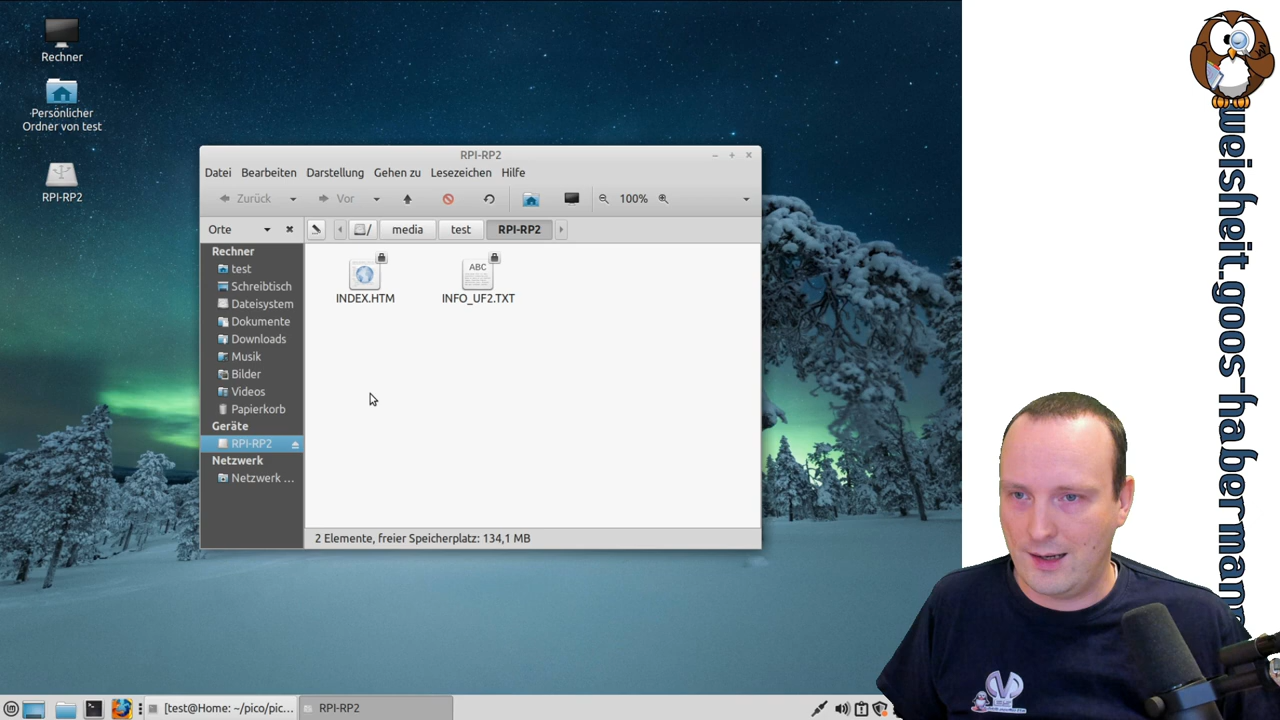 Rechner
Persönlicher
Ordner von test
RPI-RP2
RPI-RP2
Datei Bearbeiten Darstellung Gehen zu Lesezeichen Hilfe
Zurück Vor 100%
Orte / media test RPI-RP2
Rechner
test
Schreibtisch
Dateisystem
Dokumente
Downloads
Musik
Bilder
Videos
Papierkorb
Geräte
RPI-RP2
Netzwerk
Netzwerk ...
INDEX.HTM
ABC
INFO_UF2.TXT
2 Elemente, freier Speicherplatz: 134,1 MB
[test@Home: ~/pico/pic... RPI-RP2
weisheit.goos-habermann